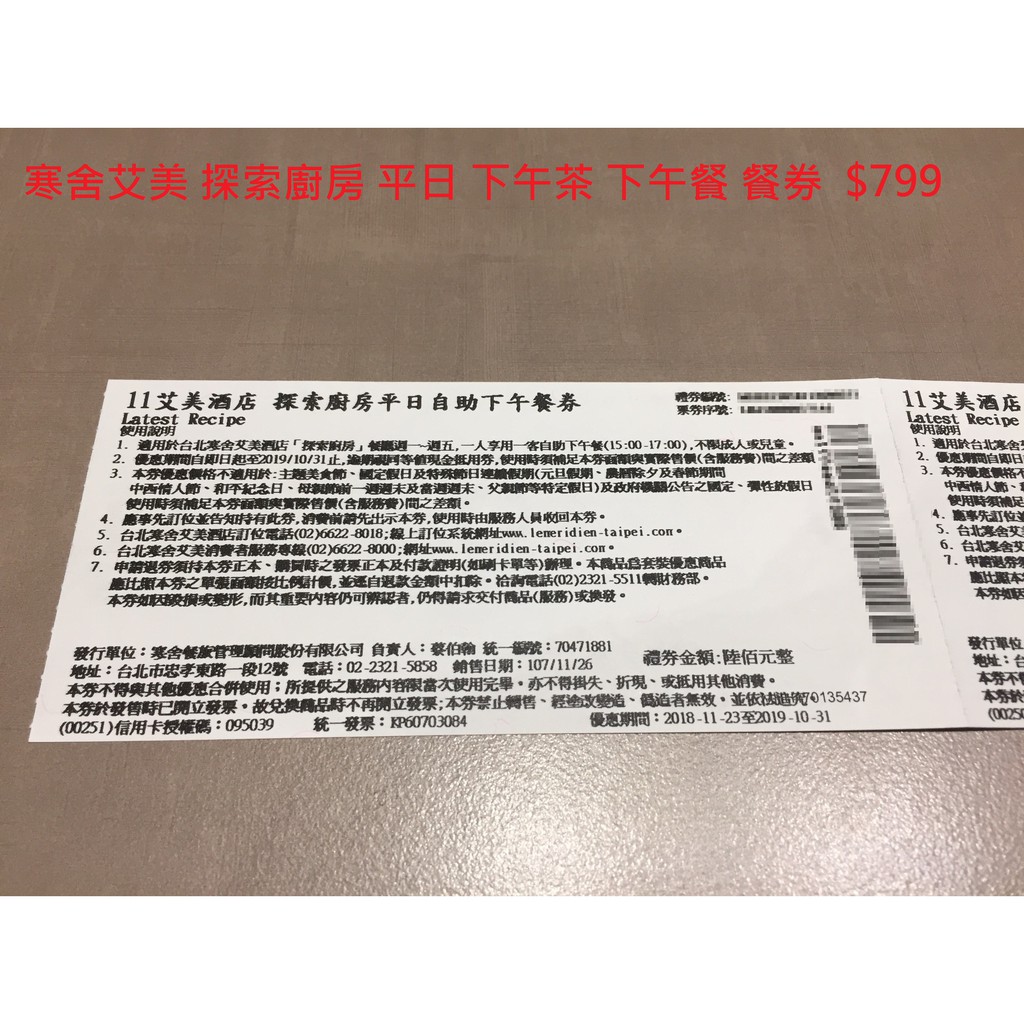 寒舍艾美 探索廚房 平日 下午茶 下午餐 餐券 $799
11艾美酒店 探索廚房平日自助下午餐券
禮券編號:
Latest Recipe
票券序號:
使用說明
1. 適用於台北寒舍艾美酒店「探索廚房」餐廳週一~週五,一人享用一客自助下午餐(15:00-17:00),不限成人或兒童。
2. 優惠期間自即日起至2019/10/31止,逾期視同等值現金抵用券,使用時須補足本券面額與實際售價(含服務費)間之差額
3. 本券優惠價格不適用於:主題美食節、國定假日及特殊節日連續假期(元旦假期、農曆除夕及春節期間
中西情人節、和平紀念日、母親節前一週週末及當週週末、父親節等特定假日)及政府機關公告之國定、彈性放假日
使用時須補足本券面額與實際售價(含服務費)間之差額。
4. 應事先訂位並告知持有此券,消費前請先出示本券,使用時由服務人員收回本券。
5. 台北寒舍艾美酒店訂位電話(02)6622-8018;線上訂位系統網址www.lemeridien-taipei.com。
6. 台北寒舍艾美消費者服務專線(02)6622-8000;網址www.lemeridien-taipei.com。
7. 申請退券須持本券正本、購買時之發票正本及付款證明(如刷卡單等)辦理。本商品爲套裝優惠商品
應比照本券之單張面額按比例計價,並逕自退款金額中扣除。洽詢電話(02)2321-5511轉財務部。
本券如因毀損或變形,而其重要內容仍可辨認者,仍得請求交付商品(服務)或換發。
發行單位:寒舍餐旅管理顧問股份有限公司 負責人:蔡伯翰 統一編號:70471881
禮券金額:陸佰元整
地址:台北市忠孝東路一段12號 電話:02-2321-5858 銷售日期:107/11/26
本券不得與其他優惠合併使用;所提供之服務內容限當次使用完畢。亦不得掛失、折現、或抵用其他消費。
本券於發售時已開立發票。故兌換商品時不再開立發票;本券禁止轉售、經塗改變造、偽造者無效。並依法追究70135437
(00251)信用卡授權碼:095039 統一發票:KP60703084 優惠期間:2018-11-23至2019-10-31
11艾美酒店
Latest Recipe
使用說明